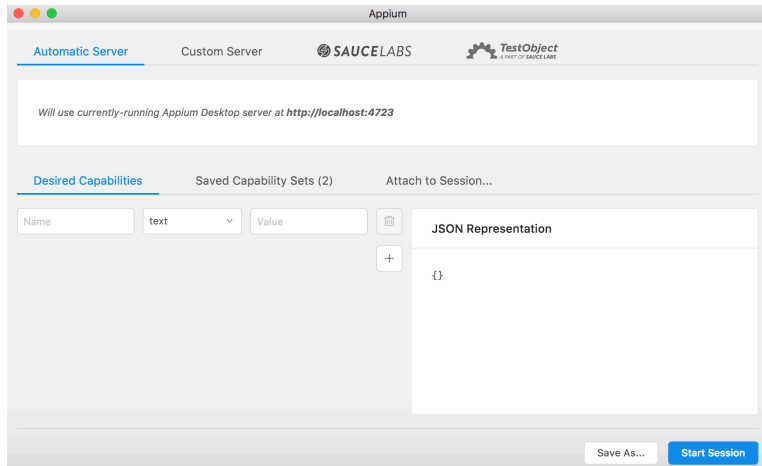 Appium
Automatic Server
Custom Server
SAUCELABS
TestObject
A PART OF SAUCE LABS
Will use currently-running Appium Desktop server at http://localhost:4723
Desired Capabilities
Saved Capability Sets (2)
Attach to Session...
Name
text
Value
JSON Representation
+
{}
Save As...
Start Session